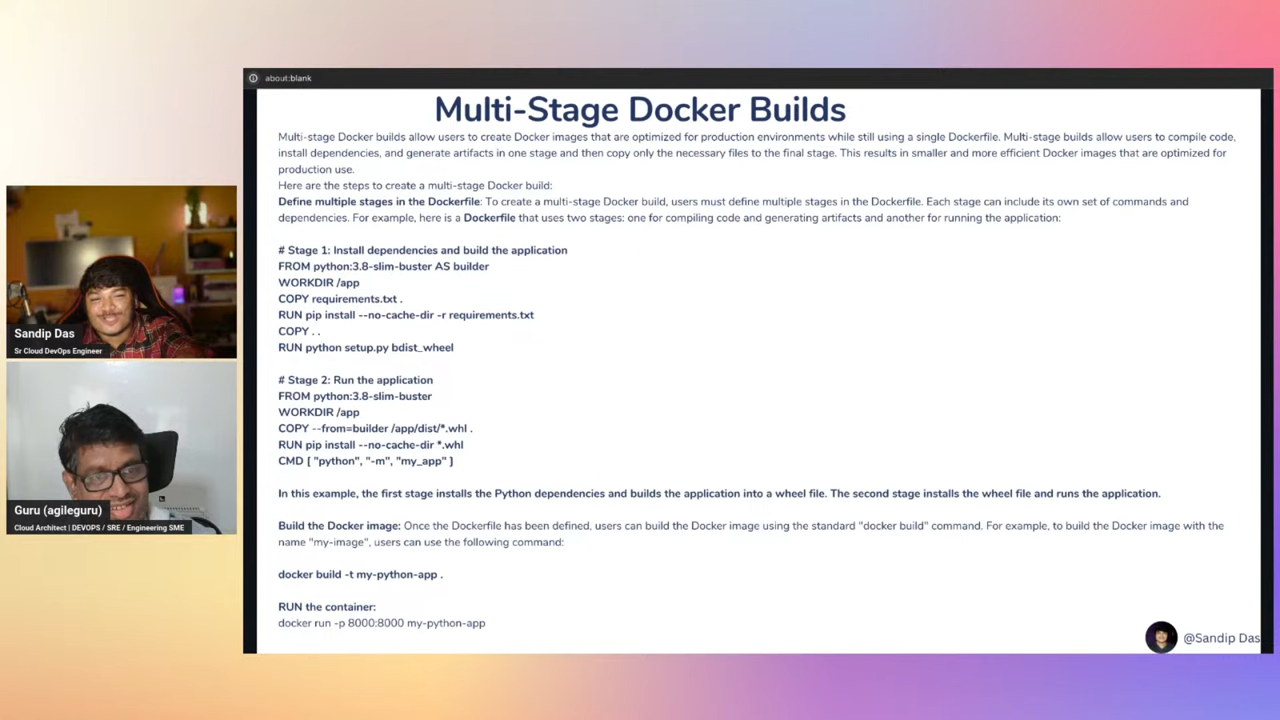 about:blank
Multi-Stage Docker Builds
Multi-stage Docker builds allow users to create Docker images that are optimized for production environments while still using a single Dockerfile. Multi-stage builds allow users to compile code,
install dependencies, and generate artifacts in one stage and then copy only the necessary files to the final stage. This results in smaller and more efficient Docker images that are optimized for
production use.
Here are the steps to create a multi-stage Docker build:
Define multiple stages in the Dockerfile: To create a multi-stage Docker build, users must define multiple stages in the Dockerfile. Each stage can include its own set of commands and
dependencies. For example, here is a Dockerfile that uses two stages: one for compiling code and generating artifacts and another for running the application:
# Stage 1: Install dependencies and build the application
FROM python:3.8-slim-buster AS builder
WORKDIR /app
COPY requirements.txt .
RUN pip install --no-cache-dir -r requirements.txt
COPY . .
RUN python setup.py bdist_wheel
# Stage 2: Run the application
FROM python:3.8-slim-buster
WORKDIR /app
COPY --from=builder /app/dist/*.whl .
RUN pip install --no-cache-dir *.whl
CMD [ "python", "-m", "my_app" ]
In this example, the first stage installs the Python dependencies and builds the application into a wheel file. The second stage installs the wheel file and runs the application.
Build the Docker image: Once the Dockerfile has been defined, users can build the Docker image using the standard "docker build" command. For example, to build the Docker image with the
name "my-image", users can use the following command:
docker build -t my-python-app .
RUN the container:
docker run -p 8000:8000 my-python-app
@Sandip Das
Sandip Das
Sr Cloud DevOps Engineer
Guru (agileguru)
Cloud Architect | DEVOPS / SRE / Engineering SME